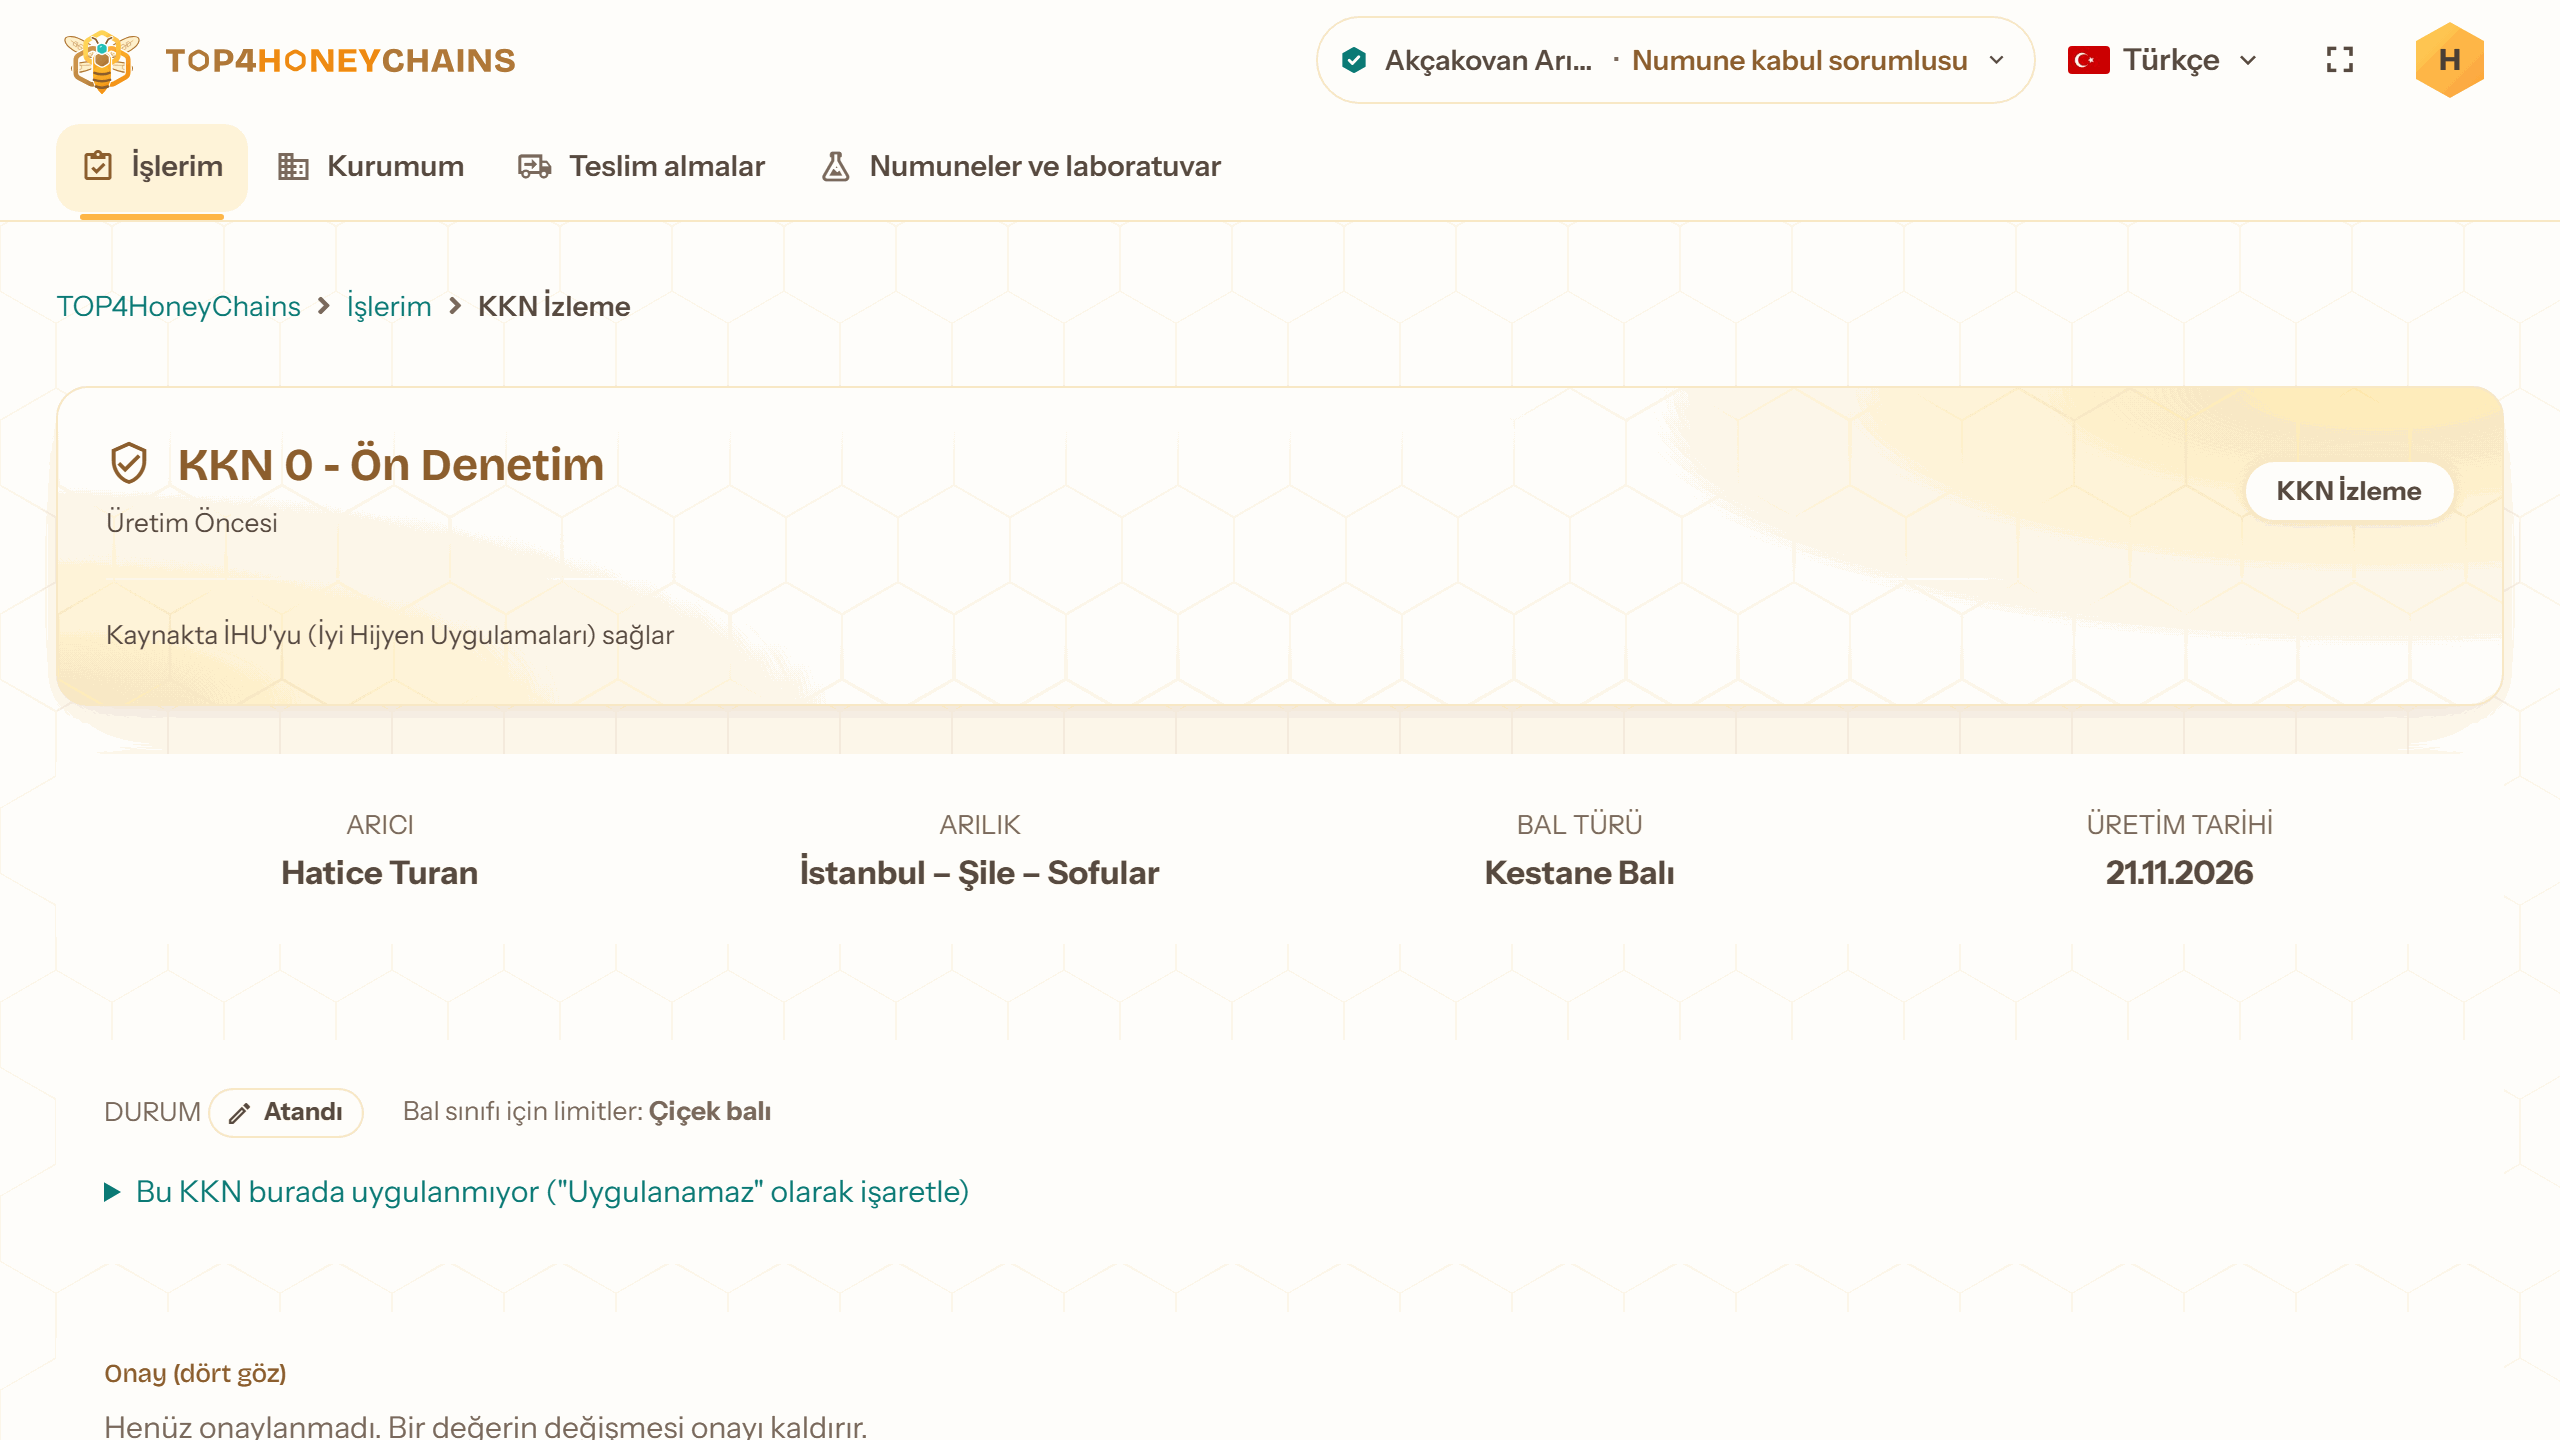 TOP4HONEYCHAINS
Akçakovan Arı... · Numune kabul sorumlusu
Türkçe
H
İşlerim
Kurumum
Teslim almalar
Numuneler ve laboratuvar
TOP4HoneyChains > İşlerim > KKN İzleme
KKN 0 - Ön Denetim
KKN İzleme
Üretim Öncesi
Kaynakta İHU'yu (İyi Hijyen Uygulamaları) sağlar
ARICI
Hatice Turan
ARILIK
İstanbul – Şile – Sofular
BAL TÜRÜ
Kestane Balı
ÜRETİM TARİHİ
21.11.2026
DURUM Atandı Bal sınıfı için limitler: Çiçek balı
Bu KKN burada uygulanmıyor ("Uygulanamaz" olarak işaretle)
Onay (dört göz)
Henüz onaylanmadı. Bir değerin değişmesi onayı kaldırır.